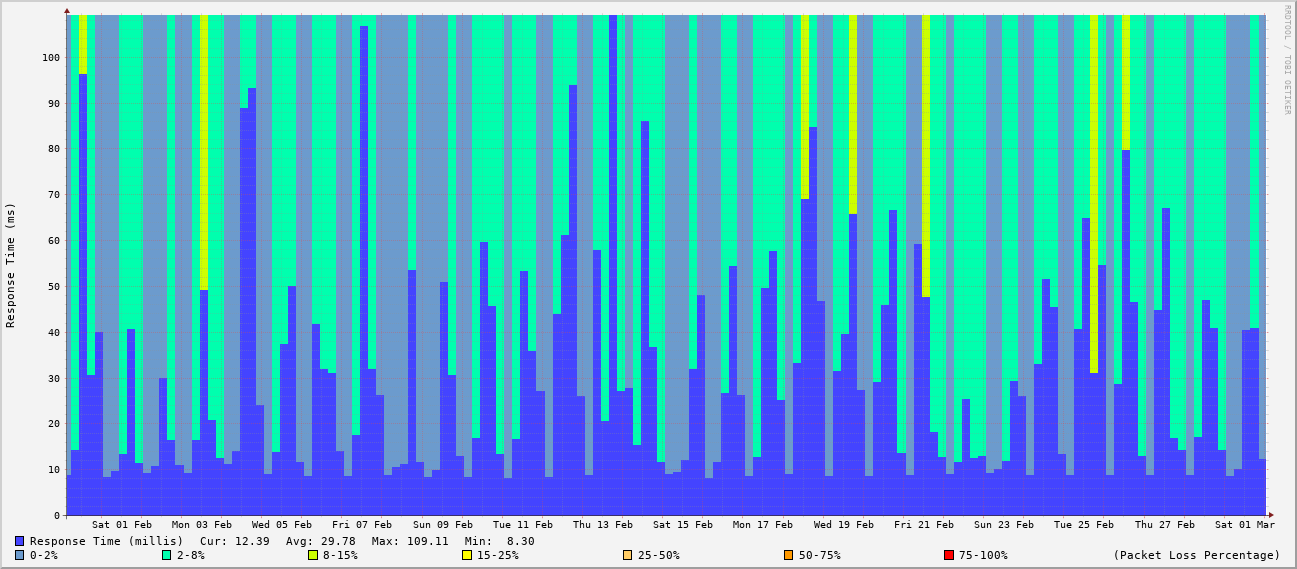 RRDTOOL / TOBI OETIKER
Response Time (ms)
100
90
80
70
60
50
40
30
20
10
0
Sat 01 Feb Mon 03 Feb Wed 05 Feb Fri 07 Feb Sun 09 Feb Tue 11 Feb Thu 13 Feb Sat 15 Feb Mon 17 Feb Wed 19 Feb Fri 21 Feb Sun 23 Feb Tue 25 Feb Thu 27 Feb Sat 01 Mar
Response Time (millis) Cur: 12.39 Avg: 29.78 Max: 109.11 Min: 8.30
0-2% 2-8% 8-15% 15-25% 25-50% 50-75% 75-100% (Packet Loss Percentage)